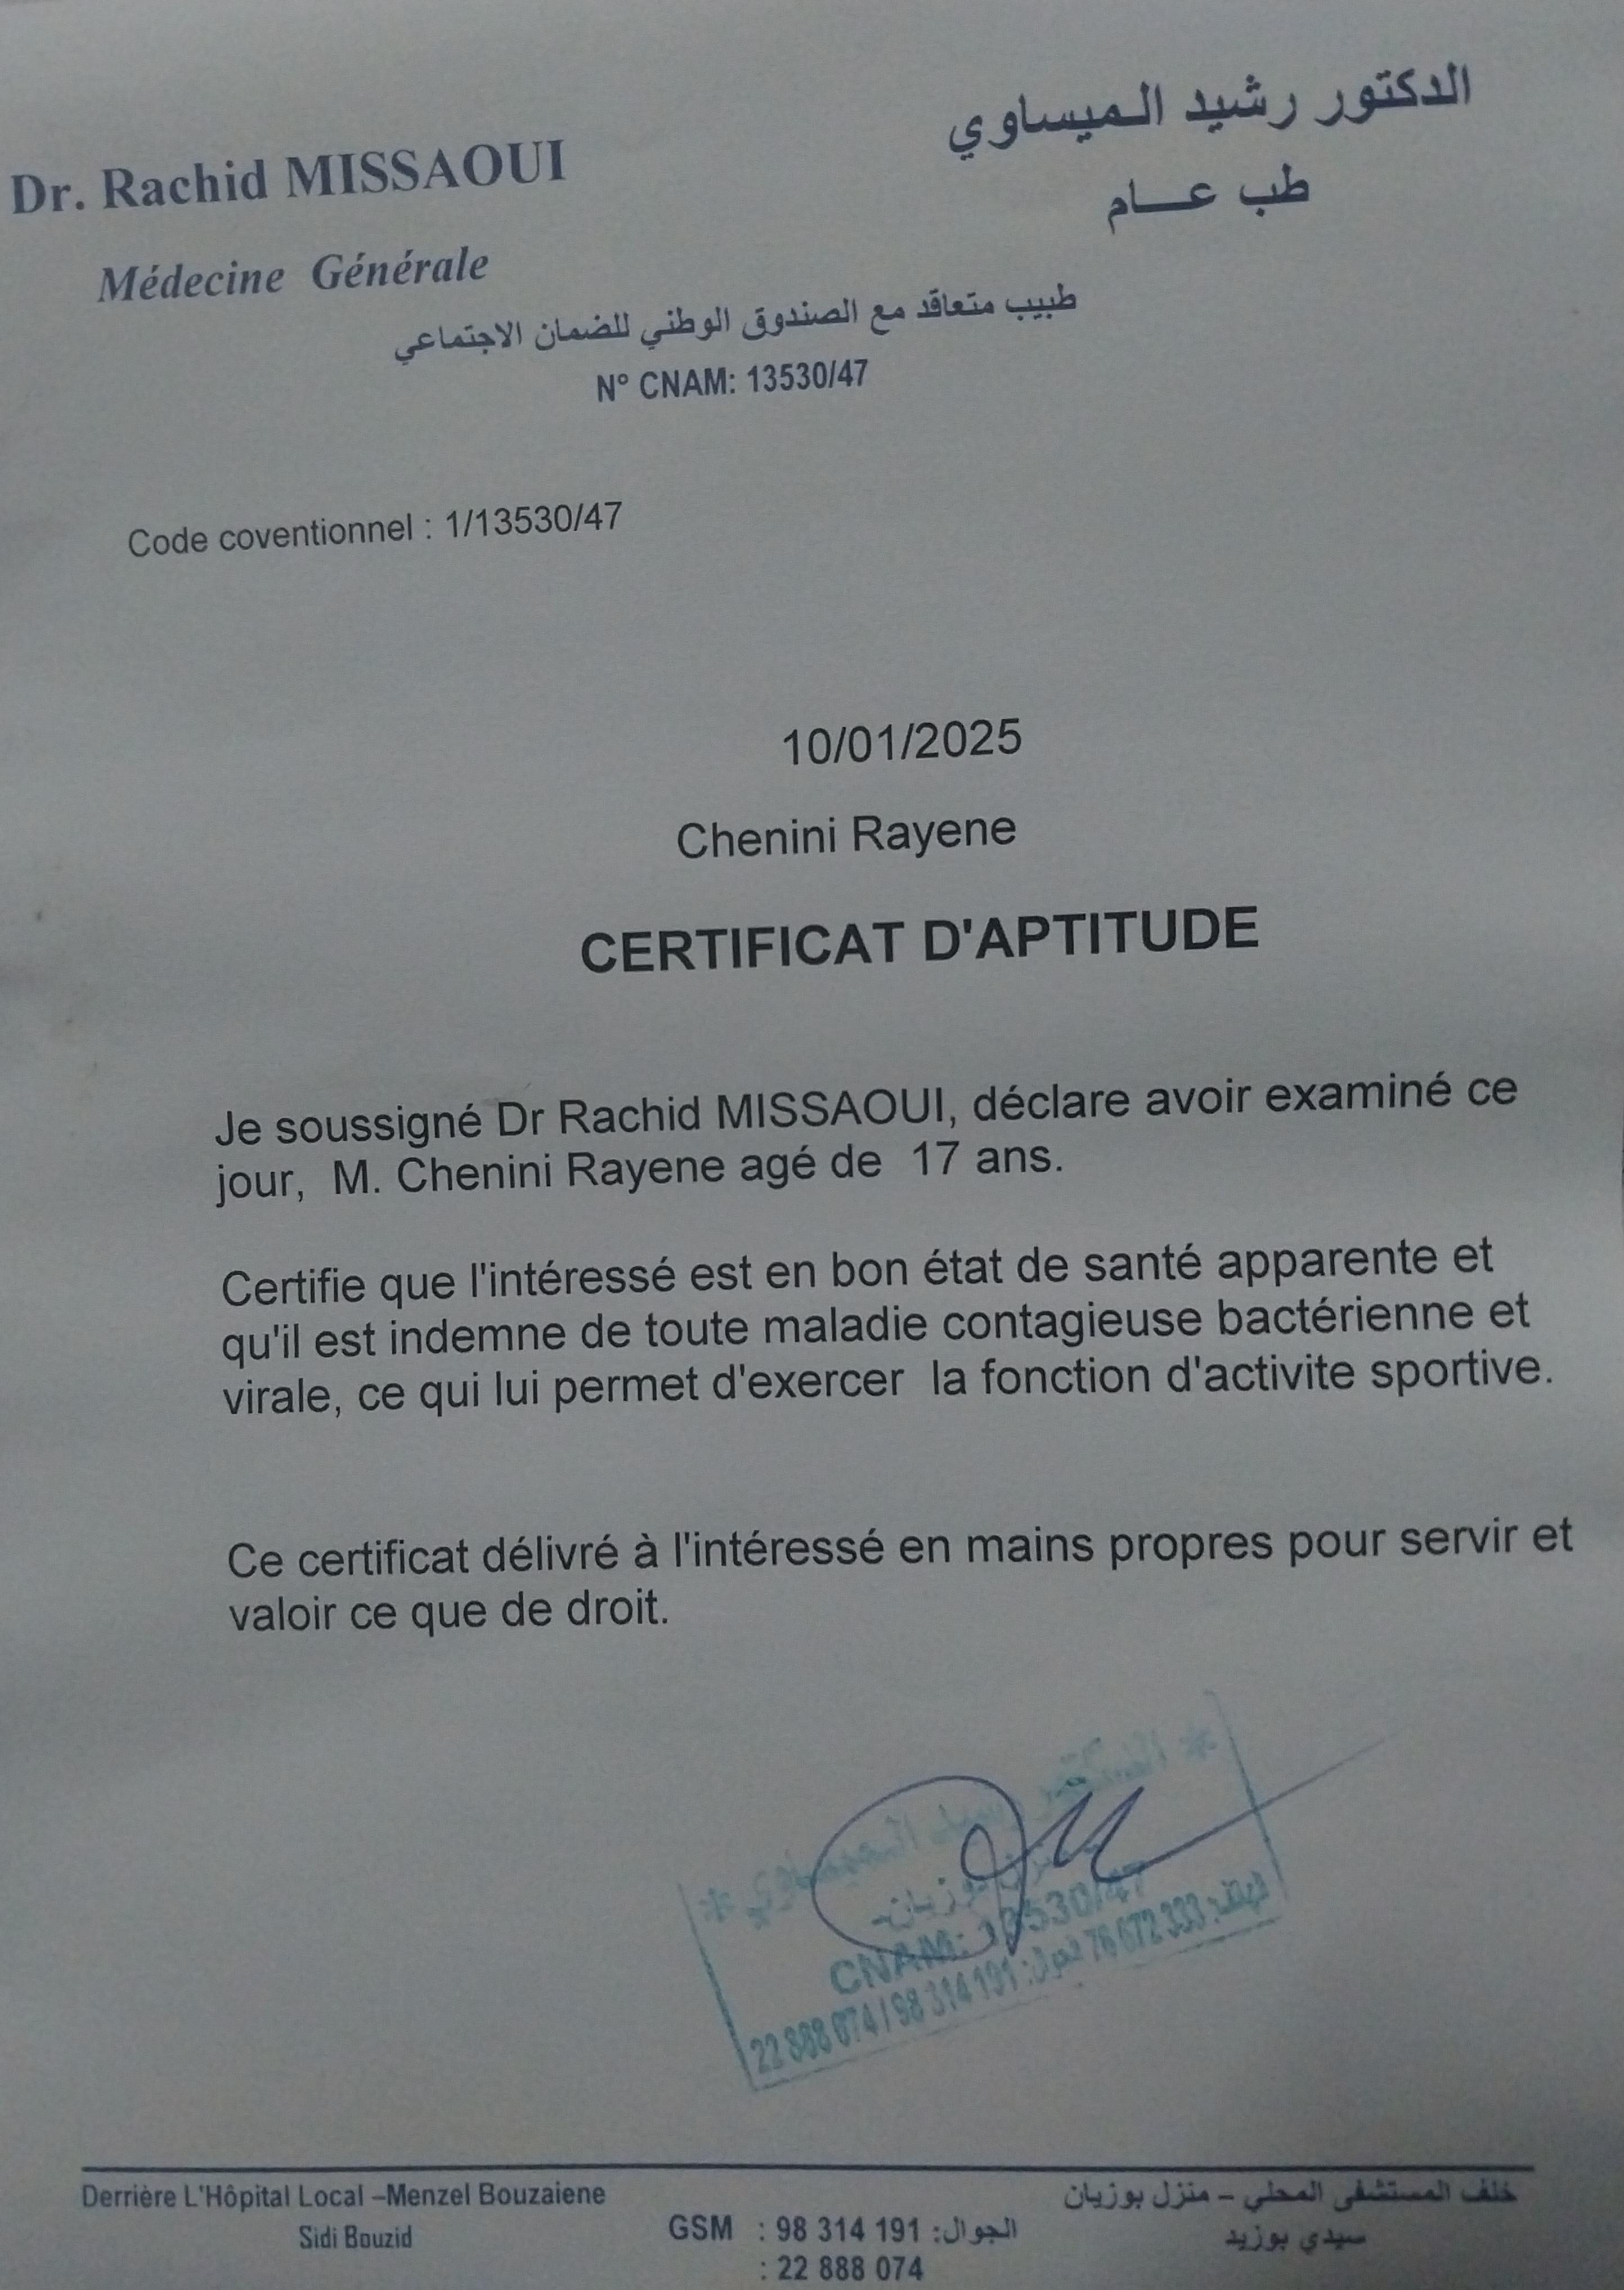 Dr. Rachid MISSAOUI
الدكتور رشيد الميساوي
Médecine Générale
طب عــام
طبيب متعاقد مع الصندوق الوطني للضمان الاجتماعي
N° CNAM: 13530/47
Code coventionnel : 1/13530/47
10/01/2025
Chenini Rayene
CERTIFICAT D'APTITUDE
Je soussigné Dr Rachid MISSAOUI, déclare avoir examiné ce
jour, M. Chenini Rayene agé de 17 ans.
Certifie que l'intéressé est en bon état de santé apparente et
qu'il est indemne de toute maladie contagieuse bactérienne et
virale, ce qui lui permet d'exercer la fonction d'activite sportive.
Ce certificat délivré à l'intéressé en mains propres pour servir et
valoir ce que de droit.
CNAM: 13530/47
22 888 074 / 98 314 191 76 672 333
Derrière L'Hôpital Local –Menzel Bouzaiene
Sidi Bouzid
GSM : 98 314 191 :الجوال
: 22 888 074
خلف المستشفى المحلي – منزل بوزيان
سيدي بوزيد